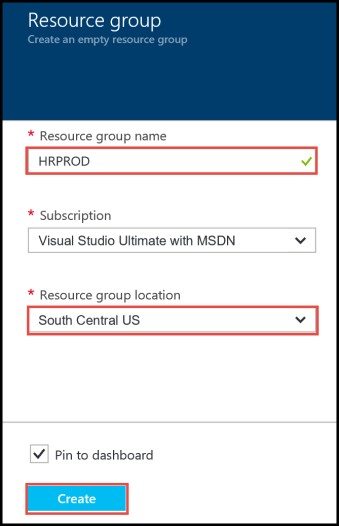 Resource group
Create an empty resource group
* Resource group name
HRPROD
* Subscription
Visual Studio Ultimate with MSDN
* Resource group location
South Central US
Pin to dashboard
Create